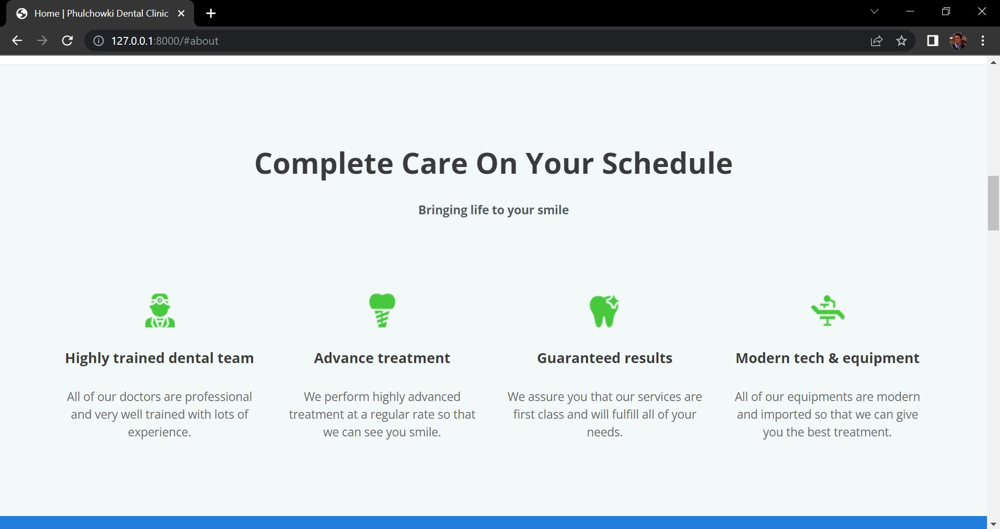 Home | Phulchowki Dental Clinic
127.0.0.1:8000/#about
Complete Care On Your Schedule
Bringing life to your smile
Highly trained dental team
All of our doctors are professional
and very well trained with lots of
experience.
Advance treatment
We perform highly advanced
treatment at a regular rate so that
we can see you smile.
Guaranteed results
We assure you that our services are
first class and will fulfill all of your
needs.
Modern tech & equipment
All of our equipments are modern
and imported so that we can give
you the best treatment.